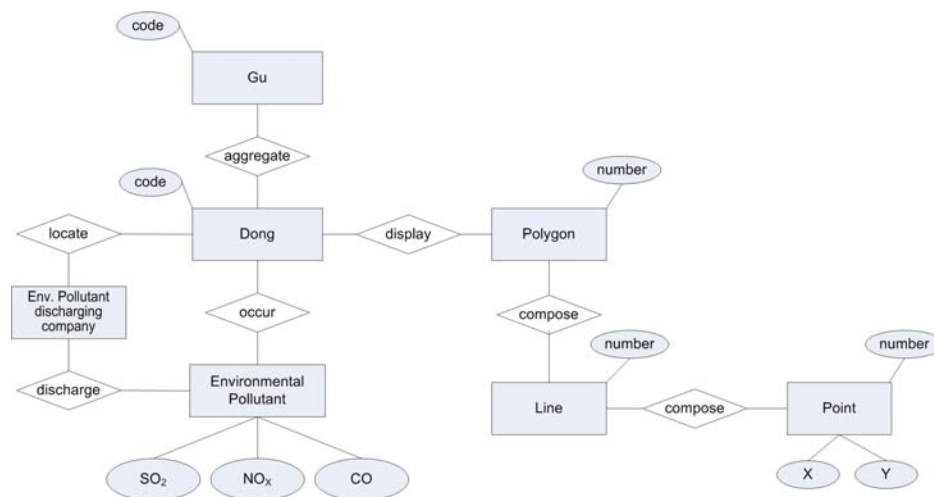 code
Gu
aggregate
code
number
locate
Dong
display
Polygon
Env. Pollutant
discharging
company
occur
compose
number
number
discharge
Environmental
Pollutant
Line
compose
Point
SO₂
NOₓ
CO
X
Y